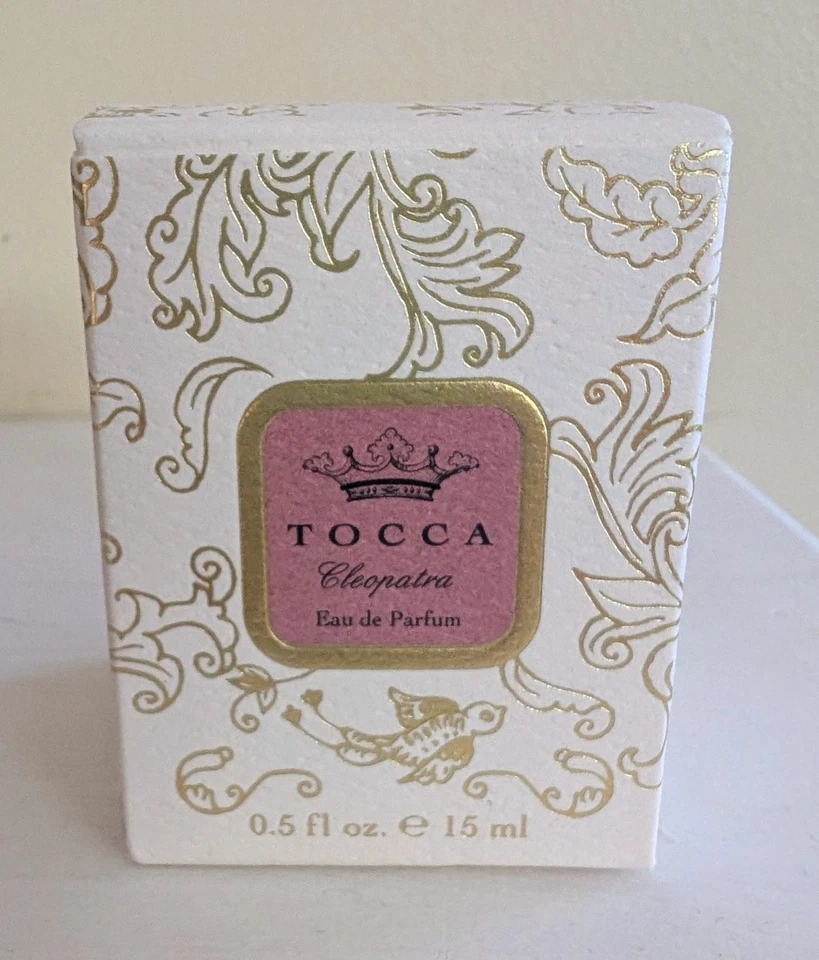 TOCCA
Cleopatra
Eau de Parfum
0.5 fl oz. ℮ 15 ml